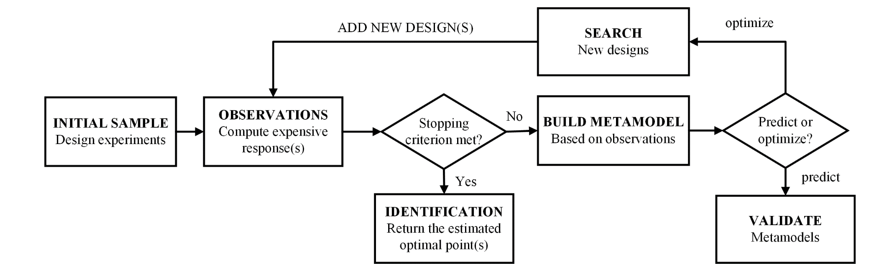 ADD NEW DESIGN(S)
SEARCH
New designs
optimize
INITIAL SAMPLE
Design experiments
OBSERVATIONS
Compute expensive
response(s)
Stopping
criterion met?
No
BUILD METAMODEL
Based on observations
Predict or
optimize?
Yes
predict
IDENTIFICATION
Return the estimated
optimal point(s)
VALIDATE
Metamodels